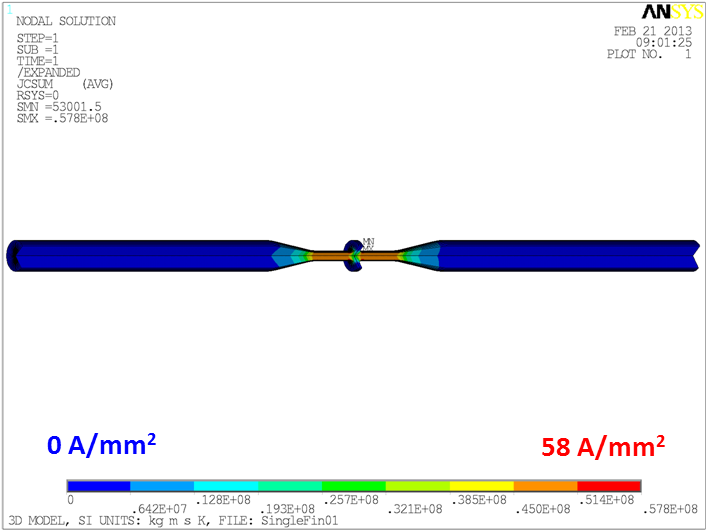 1
NODAL SOLUTION
STEP=1
SUB =1
TIME=1
/EXPANDED
JCSUM (AVG)
RSYS=0
SMN =53001.5
SMX =.578E+08
ANSYS
FEB 21 2013
09:01:25
PLOT NO. 1
MN
MX
0 A/mm²
58 A/mm²
0 .128E+08 .257E+08 .385E+08 .514E+08
.642E+07 .193E+08 .321E+08 .450E+08 .578E+08
3D MODEL, SI UNITS: kg m s K, FILE: SingleFin01